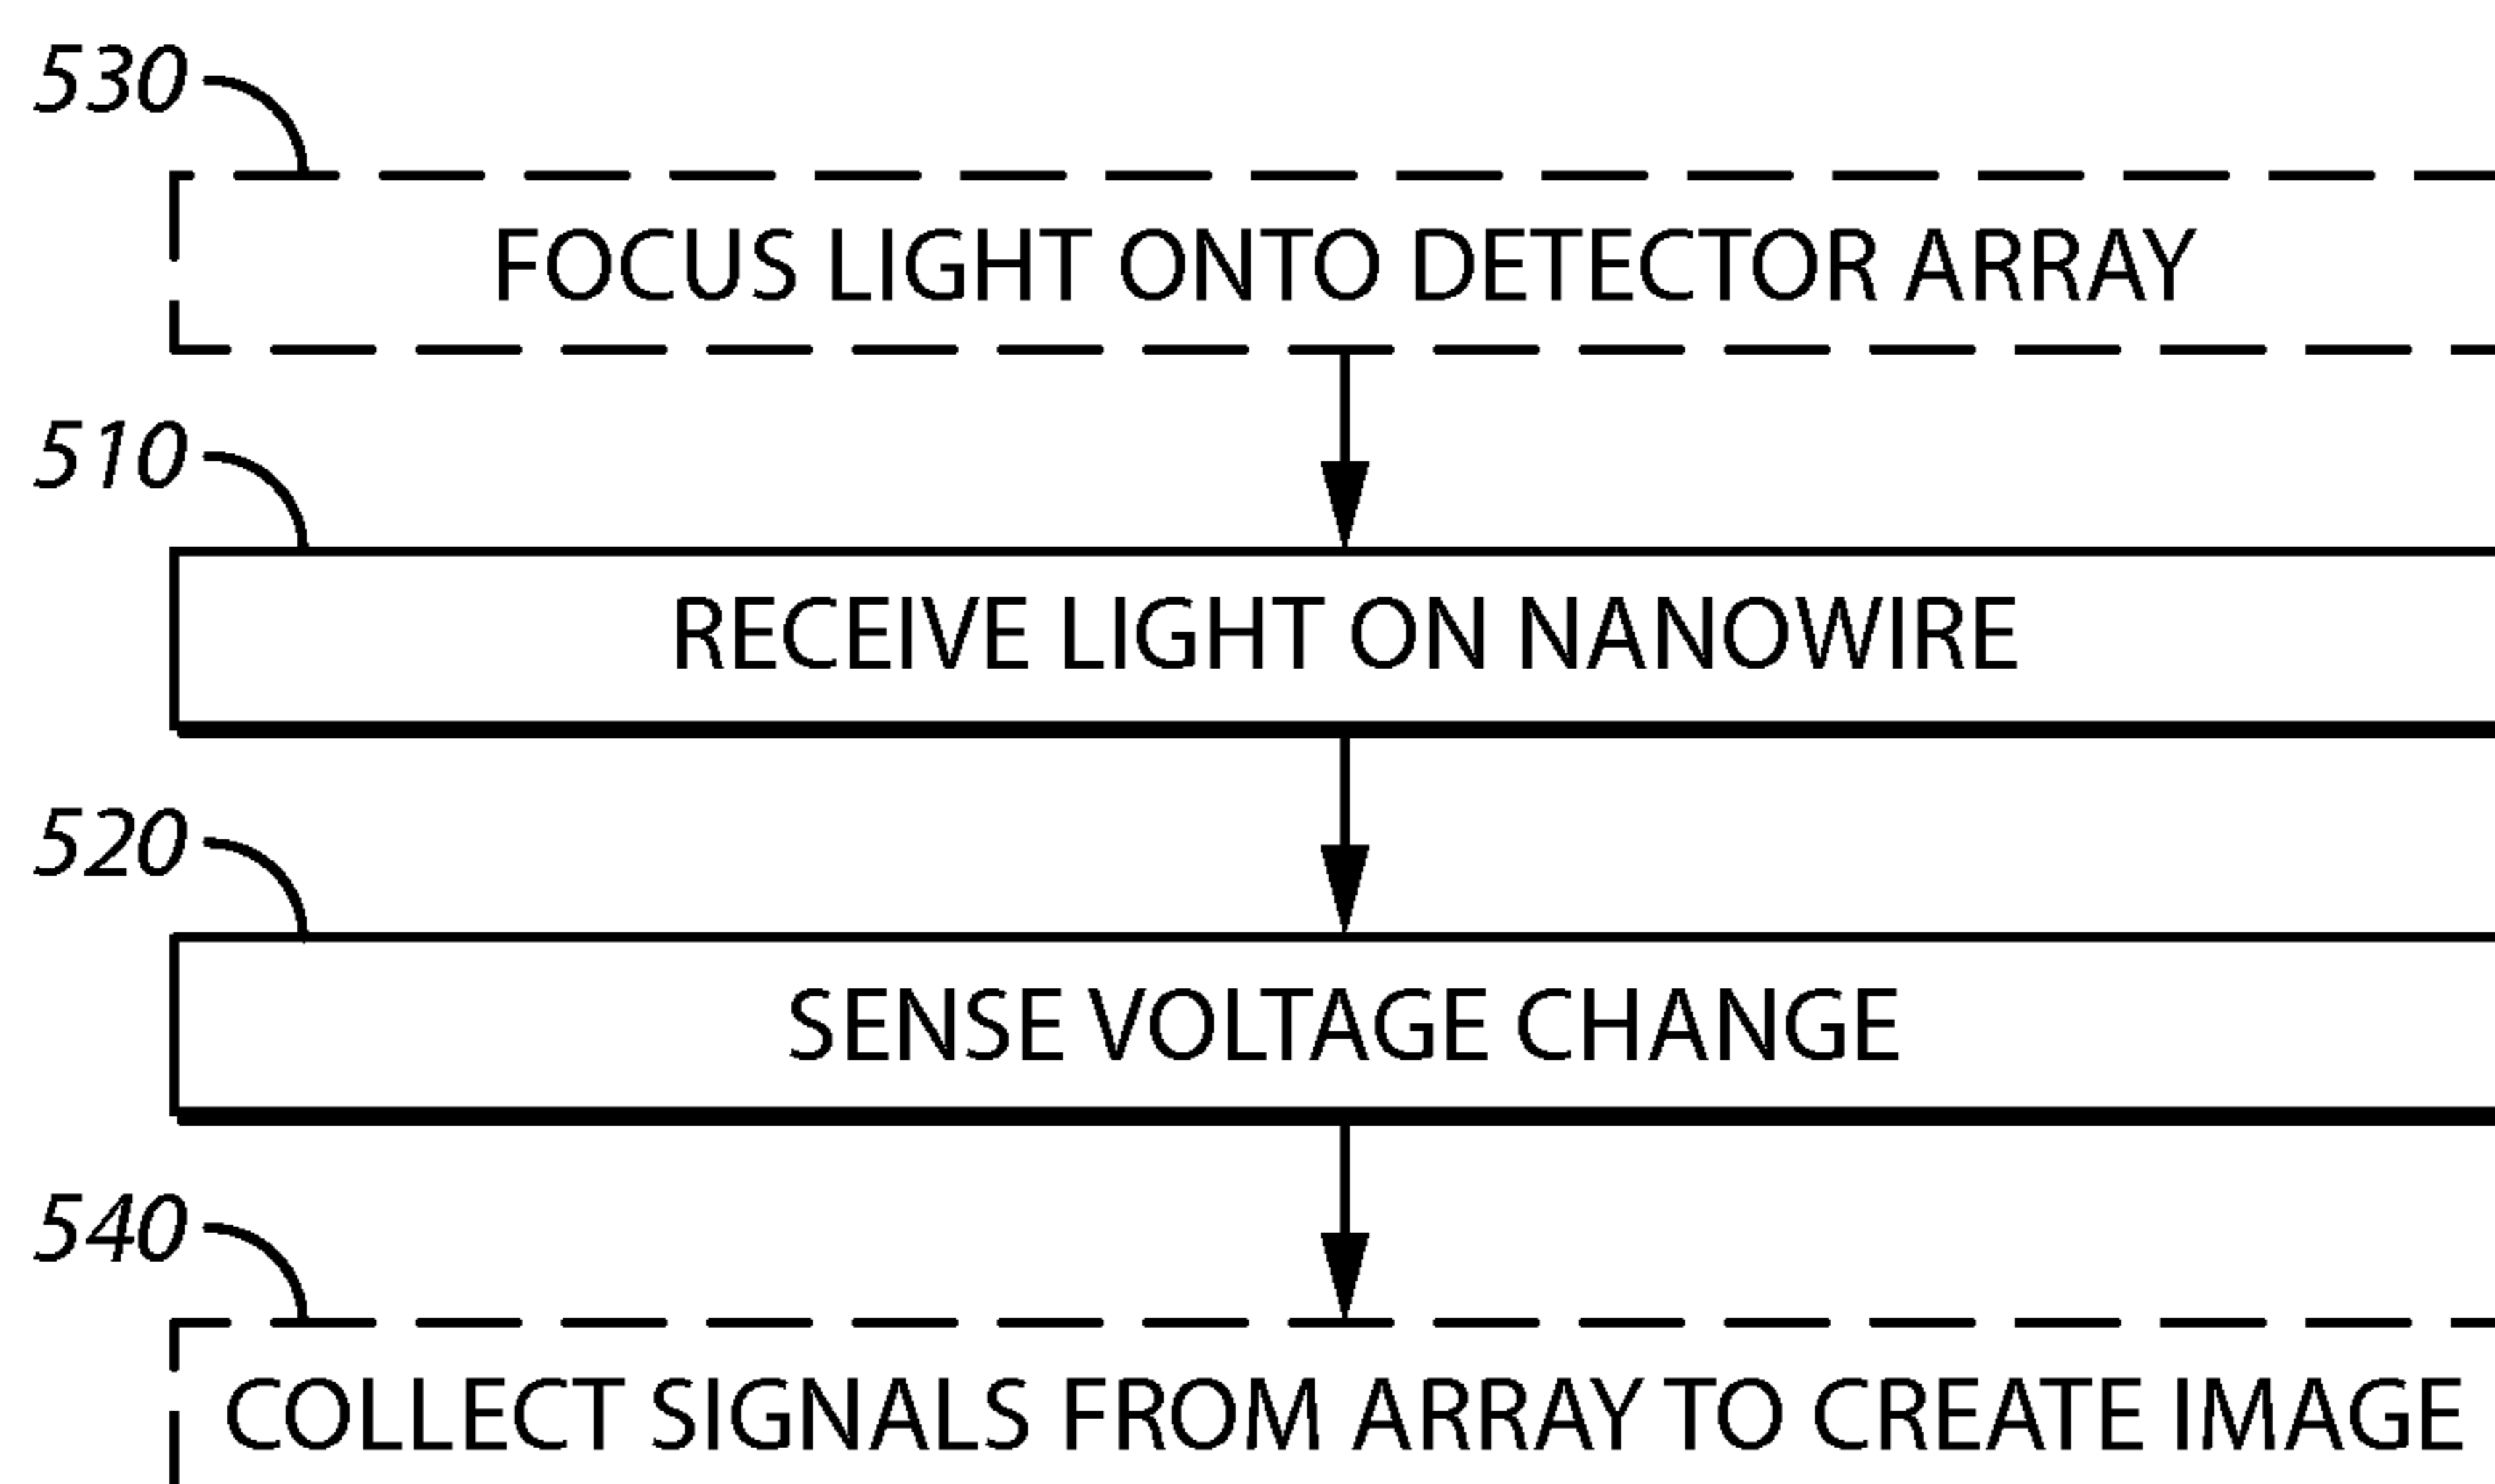 530
FOCUS LIGHT ONTO DETECTOR ARRAY
510
RECEIVE LIGHT ON NANOWIRE
520
SENSE VOLTAGE CHANGE
540
COLLECT SIGNALS FROM ARRAY TO CREATE IMAGE